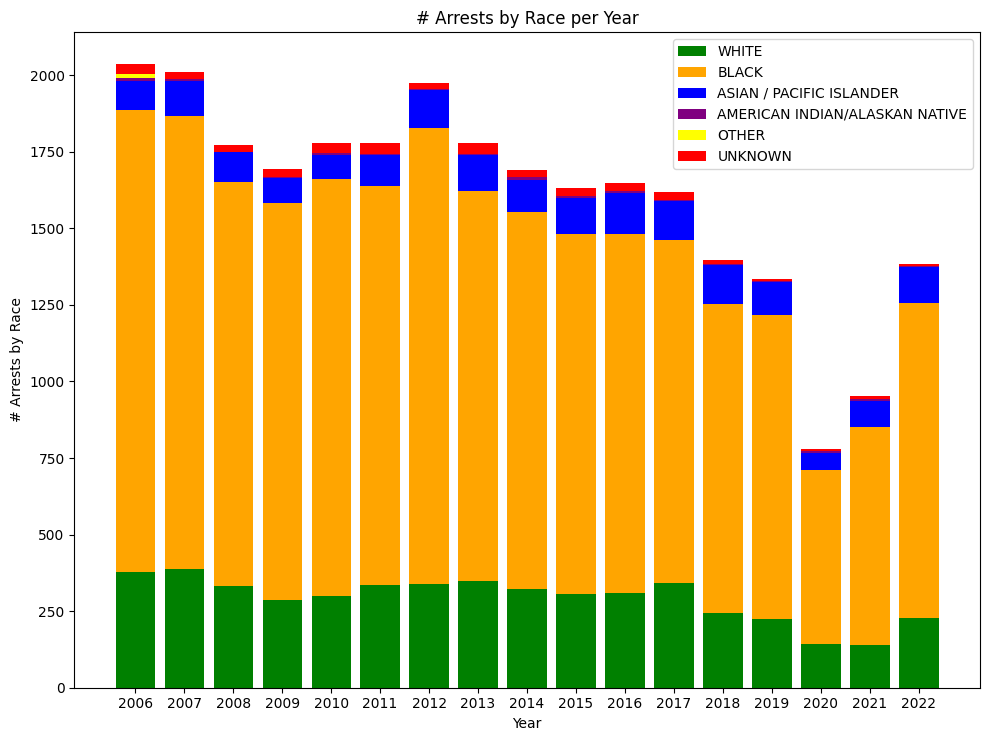 # Arrests by Race per Year
WHITE
BLACK
ASIAN / PACIFIC ISLANDER
AMERICAN INDIAN/ALASKAN NATIVE
OTHER
UNKNOWN
# Arrests by Race
2000
1750
1500
1250
1000
750
500
250
0
2006 2007 2008 2009 2010 2011 2012 2013 2014 2015 2016 2017 2018 2019 2020 2021 2022
Year